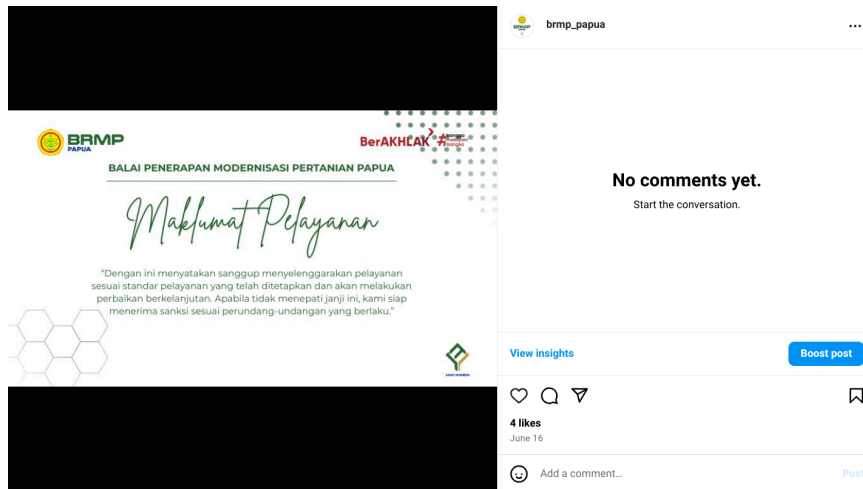 BRMP
PAPUA
BerAKHLAK
#
bangga
melayani
bangsa
BALAI PENERAPAN MODERNISASI PERTANIAN PAPUA
Maklumat Pelayanan
"Dengan ini menyatakan sanggup menyelenggarakan pelayanan
sesuai standar pelayanan yang telah ditetapkan dan akan melakukan
perbaikan berkelanjutan. Apabila tidak menepati janji ini, kami siap
menerima sanksi sesuai perundang-undangan yang berlaku."
brmp_papua
No comments yet.
Start the conversation.
View insights
Boost post
4 likes
June 16
Add a comment...
Post